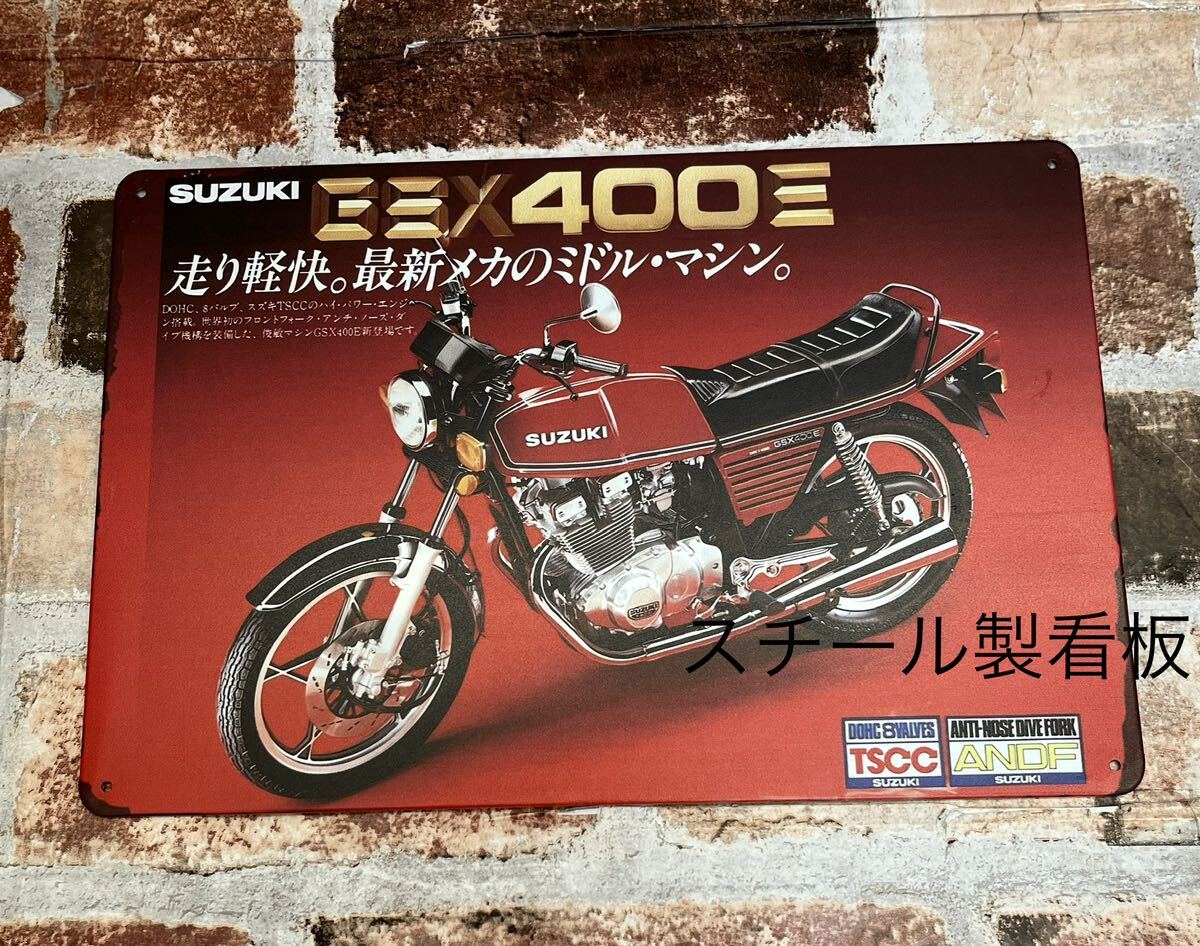 SUZUKI GSX400E
走り軽快。最新メカのミドル・マシン。
DOHC、8バルブ、スズキTSCCのハイ・パワー・エンジ
ン搭載。世界初のフロントフォーク・アンチ・ノーズ・ダ
イブ機構を装備した、俊敏マシンGSX400E新登場です。
SUZUKI
GSX400E
SUZUKI
スチール製看板
DOHC 8VALVES
TSCC
SUZUKI
ANTI-NOSE DIVE FORK
ANDF
SUZUKI